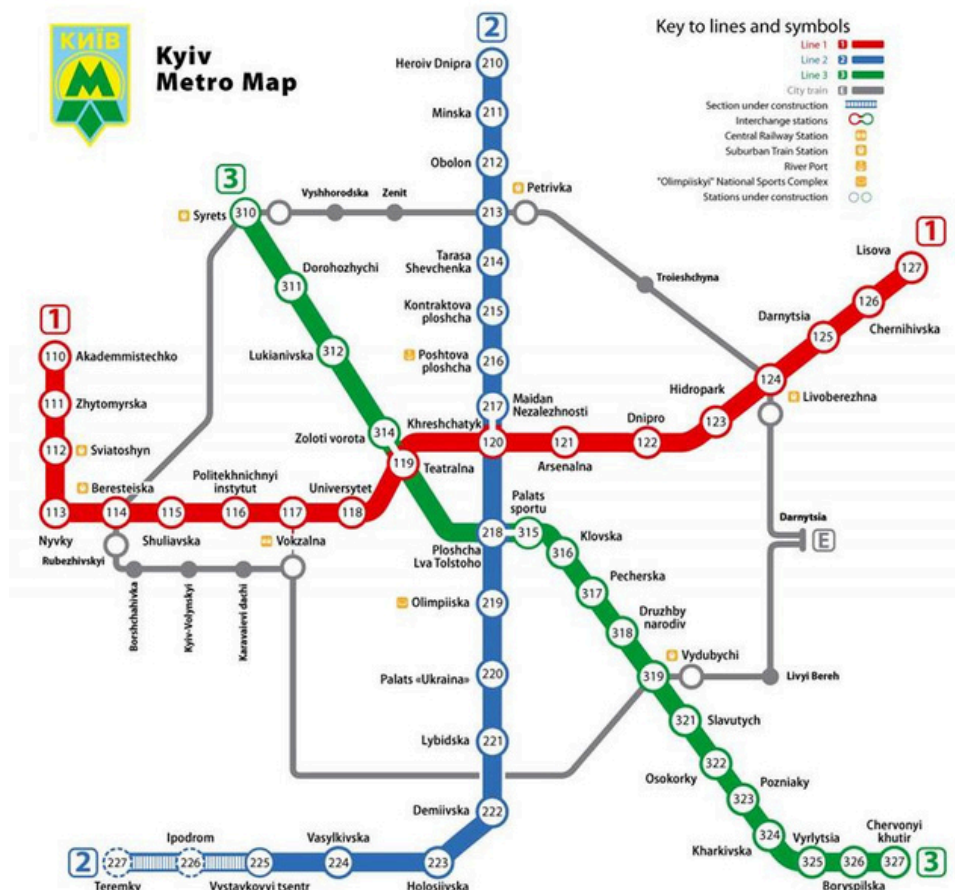 КИЇВ
М
Kyiv
Metro Map
Key to lines and symbols
Line 1 1
Line 2 2
Line 3 3
City train E
Section under construction
Interchange stations
Central Railway Station
Suburban Train Station
River Port
"Olimpiiskyi" National Sports Complex
Stations under construction
2
Heroiv Dnipra 210
Minska 211
Obolon 212
Petrivka
213
Tarasa
Shevchenka 214
Kontraktova
ploshcha 215
Poshtova
ploshcha 216
217 Maidan
Nezalezhnosti
3
Syrets 310
Vyshhorodska
Zenit
Dorohozhychi
311
Lukianivska 312
Zoloti vorota 314
Troieshchyna
1
Lisova
127
126
Chernihivska
Darnytsia
125
124
Livoberezhna
Hidropark
123
Dnipro
122
121
Arsenalna
Khreshchatyk
120
119
Teatralna
1
110 Akademmistechko
111 Zhytomyrska
112 Sviatoshyn
Beresteiska
113
Nyvky
114
115
Shuliavska
Politekhnichnyi
instytut
116
117
Vokzalna
Universytet
118
Rubezhivskyi
Borshchahivka
Kyiv-Volynskyi
Karavaievi dachi
Palats
sportu
218
315
Ploshcha
Lva Tolstoho
316
Klovska
317
Pecherska
318
Druzhby
narodiv
Vydubychi
319
Darnytsia
E
Livyi Bereh
Olimpiiska 219
Palats «Ukraina» 220
Lybidska 221
Demiivska 222
321
Slavutych
322
Osokorky
323
Pozniaky
324
Kharkivska
Vyrlytsia
325
326
Boryspilska
Chervonyi
khutir
327
3
2
227
Teremky
Ipodrom
226
225
Vystavkovyi tsentr
Vasylkivska
224
223
Holosiivska